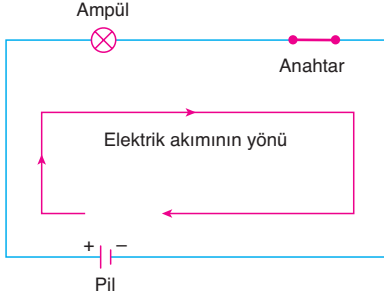 Ampül
Anahtar
Elektrik akımının yönü
+ –
Pil